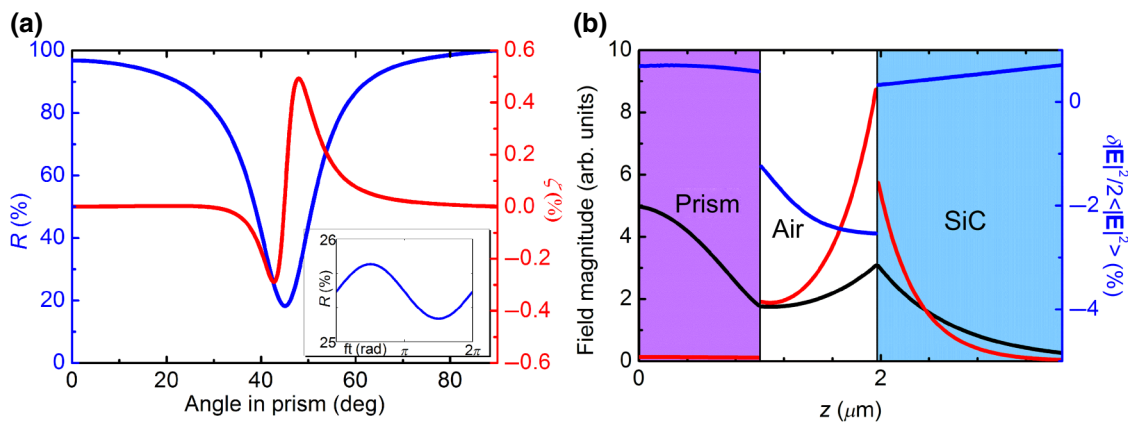 (a)
100
80
60
40
20
0
R (%)
0.6
0.4
0.2
0.0
−0.2
−0.4
−0.6
ζ (%)
0 20 40 60 80
Angle in prism (deg)
26
25
R (%)
ft (rad) π 2π
(b)
10
8
6
4
2
0
Field magnitude (arb. units)
Prism
Air
SiC
0
−2
−4
δ|E|²/2<|E|²> (%)
0 2
z (μm)